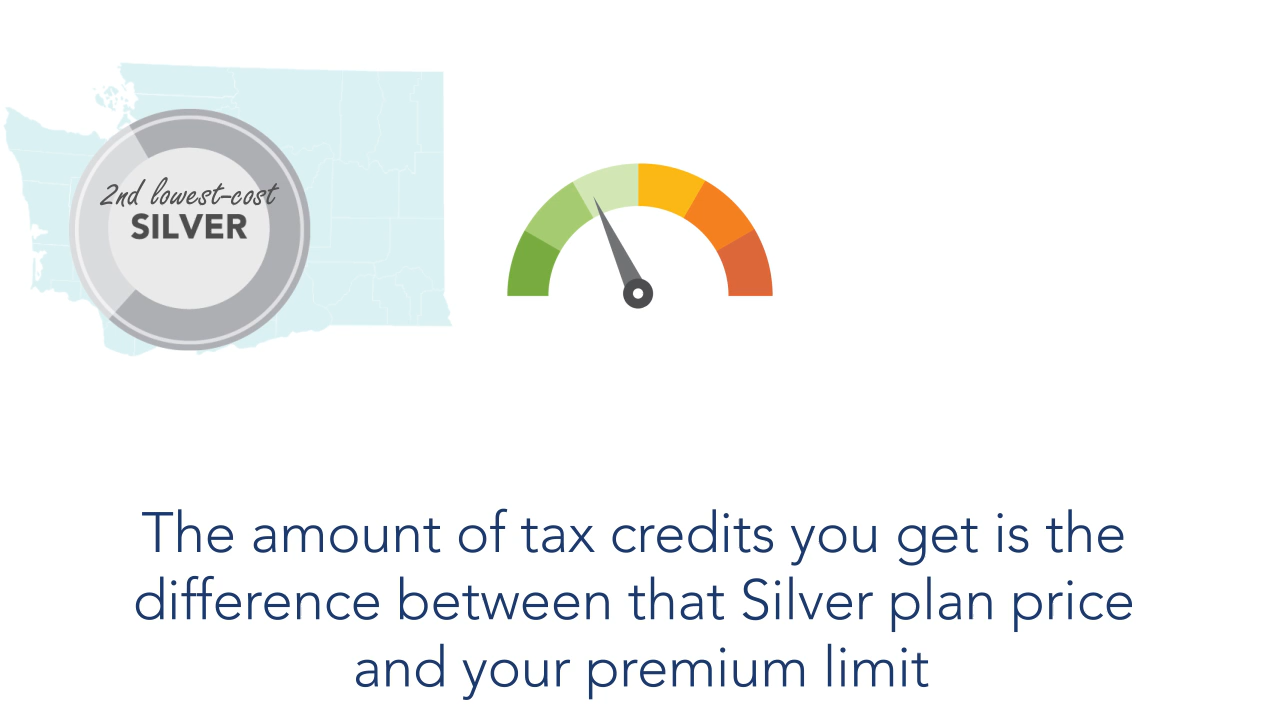 2nd lowest-cost
SILVER
The amount of tax credits you get is the
difference between that Silver plan price
and your premium limit